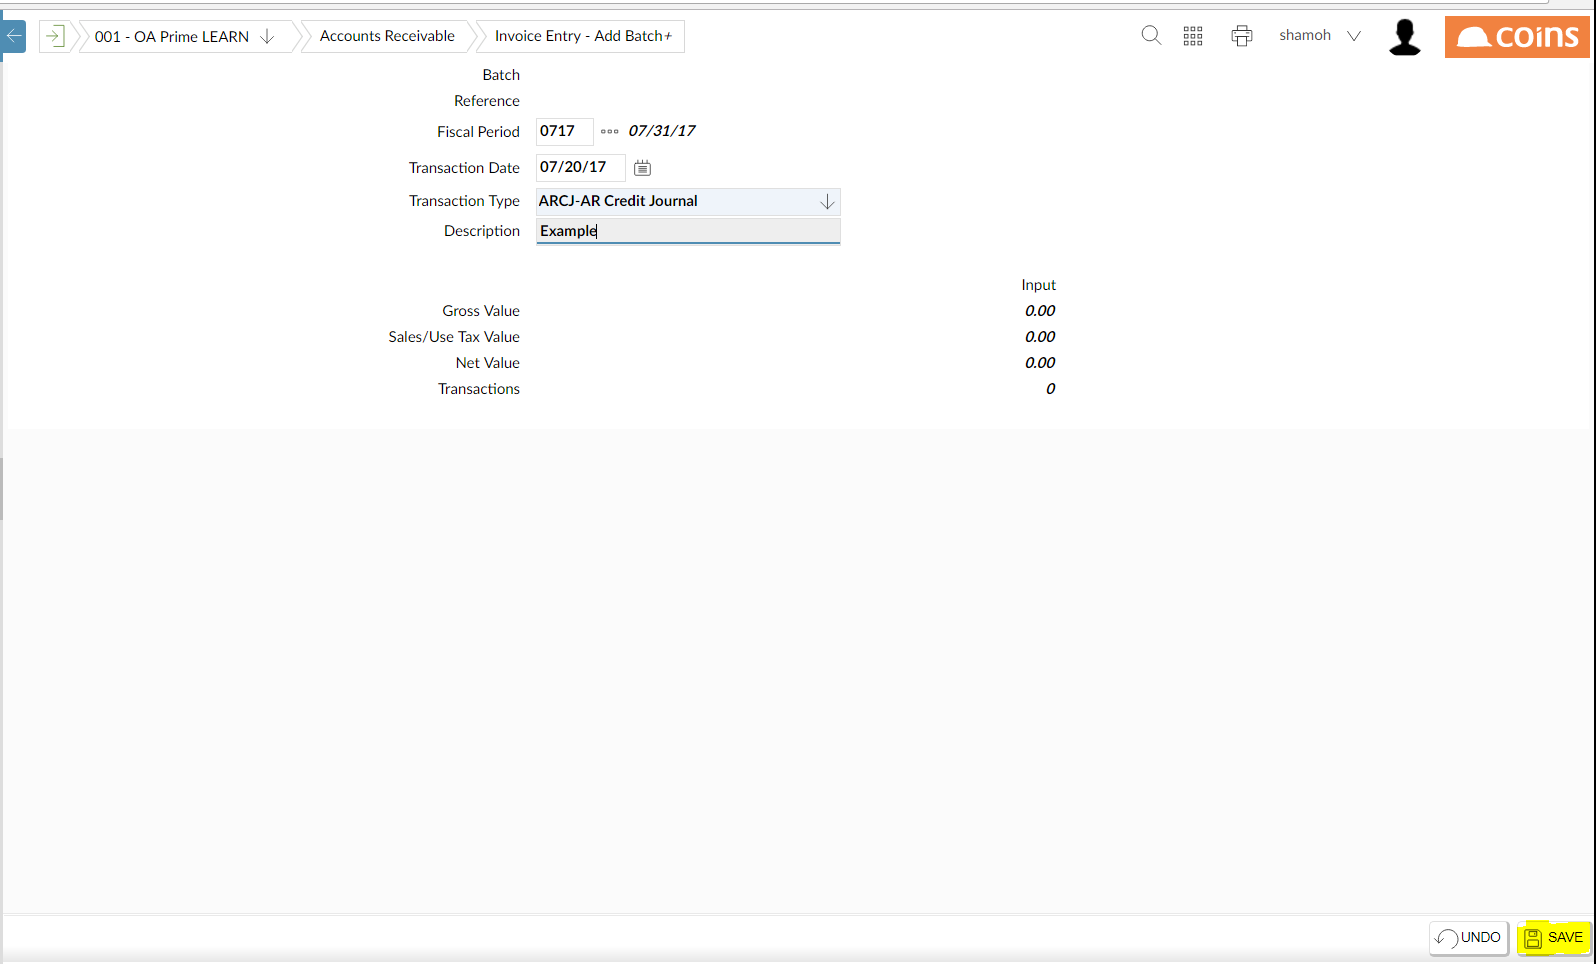 001 - OA Prime LEARN
Accounts Receivable
Invoice Entry - Add Batch+
shamoh
coins
Batch
Reference
Fiscal Period 0717 07/31/17
Transaction Date 07/20/17
Transaction Type ARCJ-AR Credit Journal
Description Example
Input
Gross Value 0.00
Sales/Use Tax Value 0.00
Net Value 0.00
Transactions 0
UNDO
SAVE